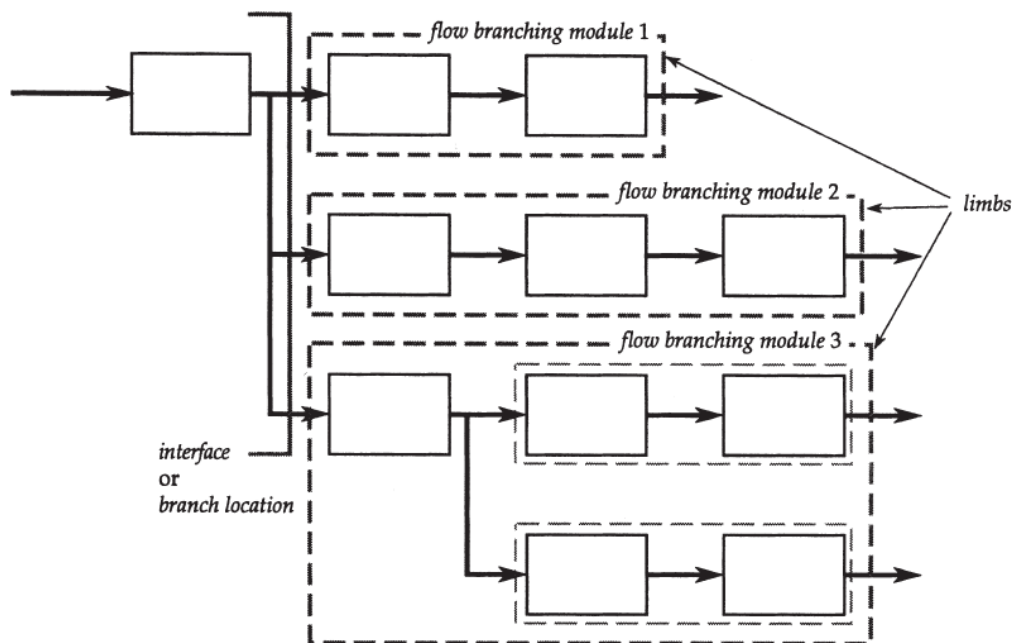 flow branching module 1
flow branching module 2
limbs
flow branching module 3
interface
or
branch location